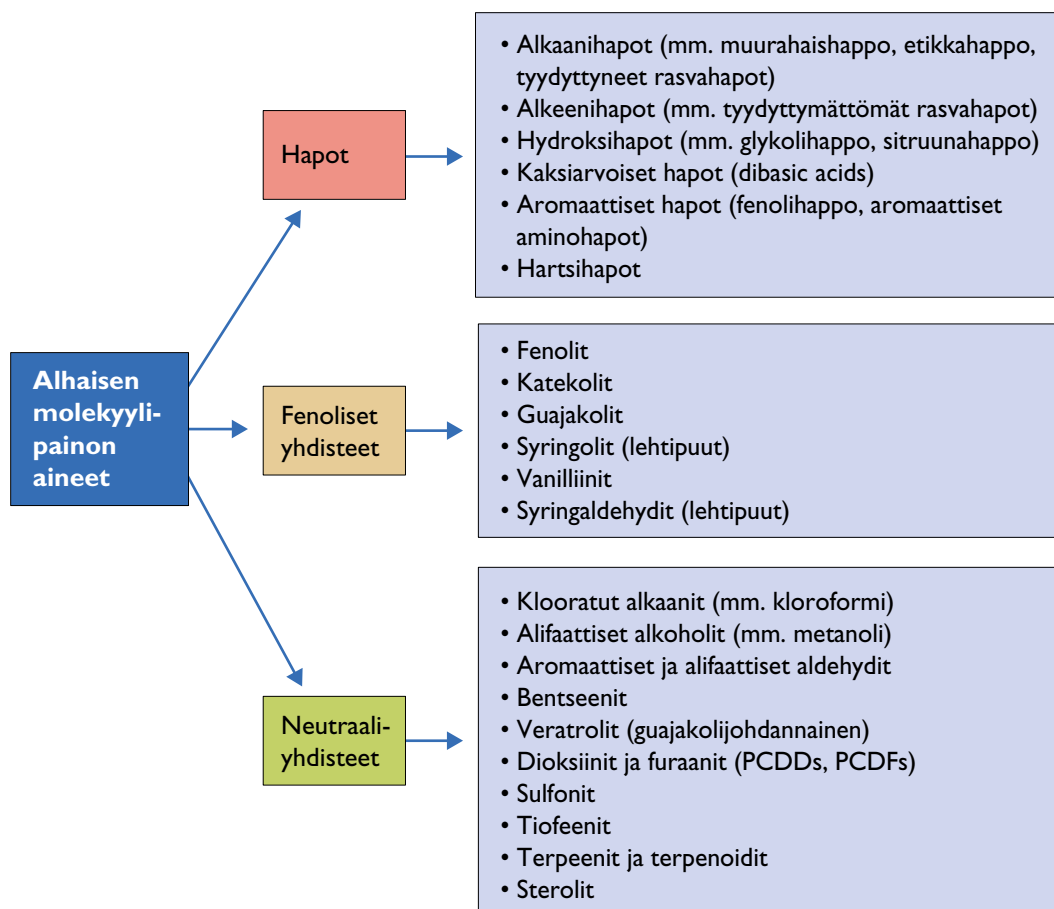 Alhaisen
molekyyli-
painon
aineet
Hapot
• Alkaanihapot (mm. muurahaishappo, etikkahappo,
tyydyttyneet rasvahapot)
• Alkeenihapot (mm. tyydyttymättömät rasvahapot)
• Hydroksihapot (mm. glykolihappo, sitruunahappo)
• Kaksiarvoiset hapot (dibasic acids)
• Aromaattiset hapot (fenolihappo, aromaattiset
aminohapot)
• Hartsihapot
Fenoliset
yhdisteet
• Fenolit
• Katekolit
• Guajakolit
• Syringolit (lehtipuut)
• Vanilliinit
• Syringaldehydit (lehtipuut)
Neutraali-
yhdisteet
• Klooratut alkaanit (mm. kloroformi)
• Alifaattiset alkoholit (mm. metanoli)
• Aromaattiset ja alifaattiset aldehydit
• Bentseenit
• Veratrolit (guajakolijohdannainen)
• Dioksiinit ja furaanit (PCDDs, PCDFs)
• Sulfonit
• Tiofeenit
• Terpeenit ja terpenoidit
• Sterolit